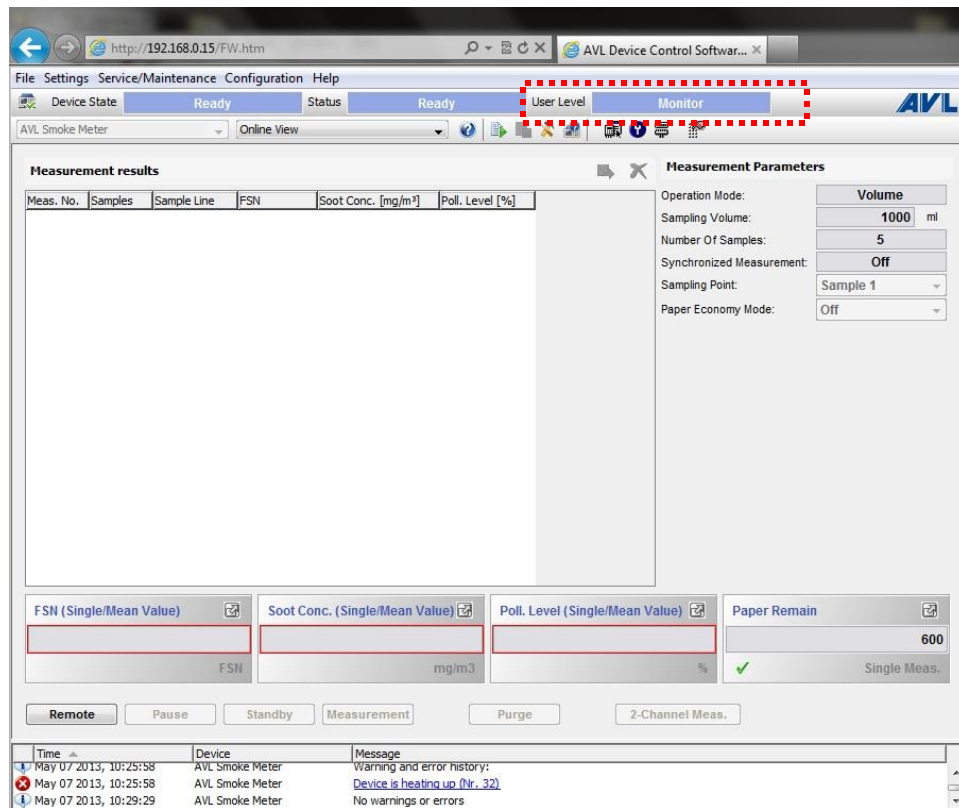 http://192.168.0.15/FW.htm
AVL Device Control Softwar...
File Settings Service/Maintenance Configuration Help
Device State Ready Status Ready User Level Monitor AVL
AVL Smoke Meter Online View
Measurement results
Measurement Parameters
Meas. No. Samples Sample Line FSN Soot Conc. [mg/m³] Poll. Level [%]
Operation Mode: Volume
Sampling Volume: 1000 ml
Number Of Samples: 5
Synchronized Measurement: Off
Sampling Point: Sample 1
Paper Economy Mode: Off
FSN (Single/Mean Value) Soot Conc. (Single/Mean Value) Poll. Level (Single/Mean Value) Paper Remain
600
FSN mg/m3 % Single Meas.
Remote Pause Standby Measurement Purge 2-Channel Meas.
Time Device Message
May 07 2013, 10:25:58 AVL Smoke Meter Warning and error history:
May 07 2013, 10:25:58 AVL Smoke Meter Device is heating up (Nr. 32)
May 07 2013, 10:29:29 AVL Smoke Meter No warnings or errors